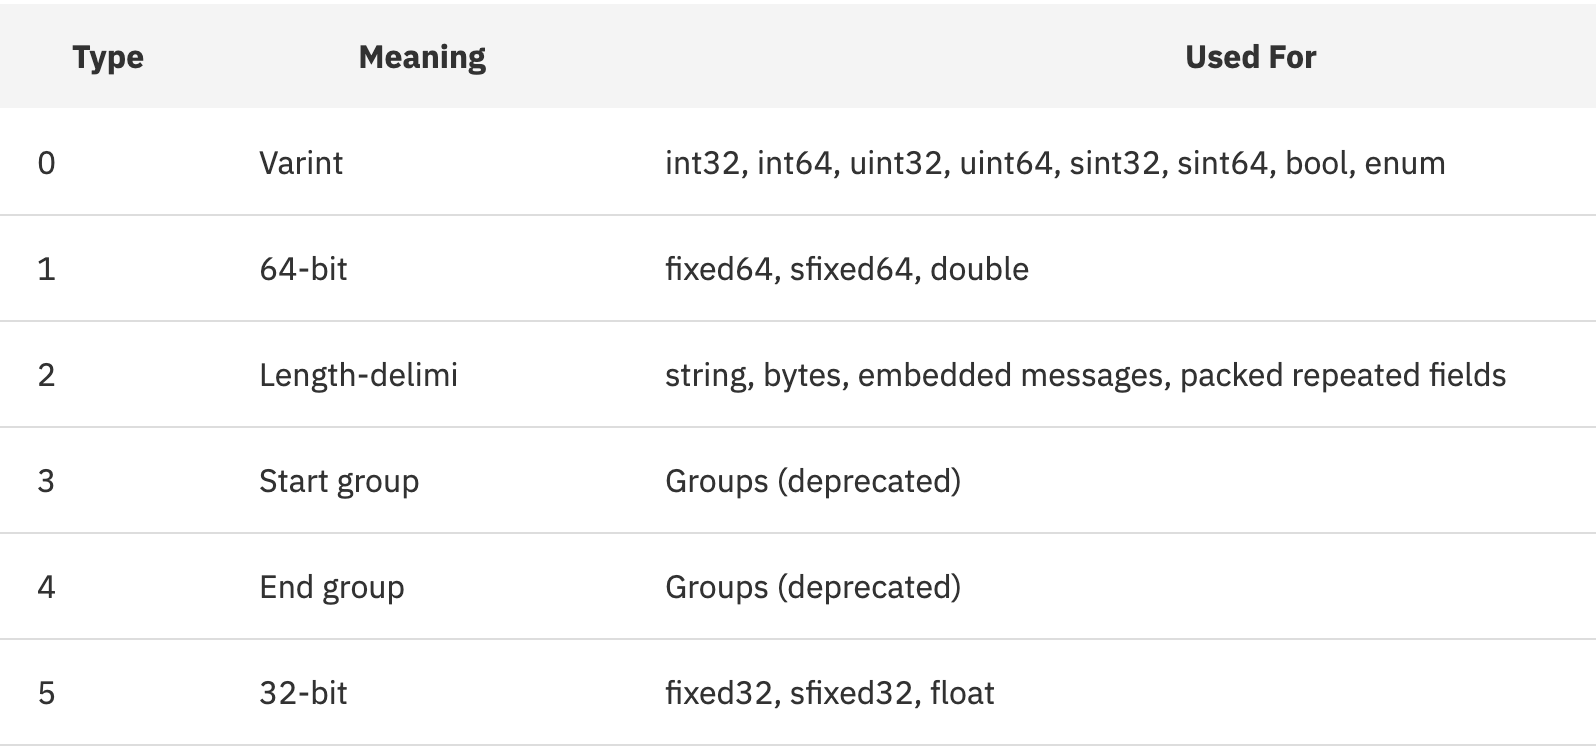 Type Meaning Used For
0 Varint int32, int64, uint32, uint64, sint32, sint64, bool, enum
1 64-bit fixed64, sfixed64, double
2 Length-delimi string, bytes, embedded messages, packed repeated fields
3 Start group Groups (deprecated)
4 End group Groups (deprecated)
5 32-bit fixed32, sfixed32, float